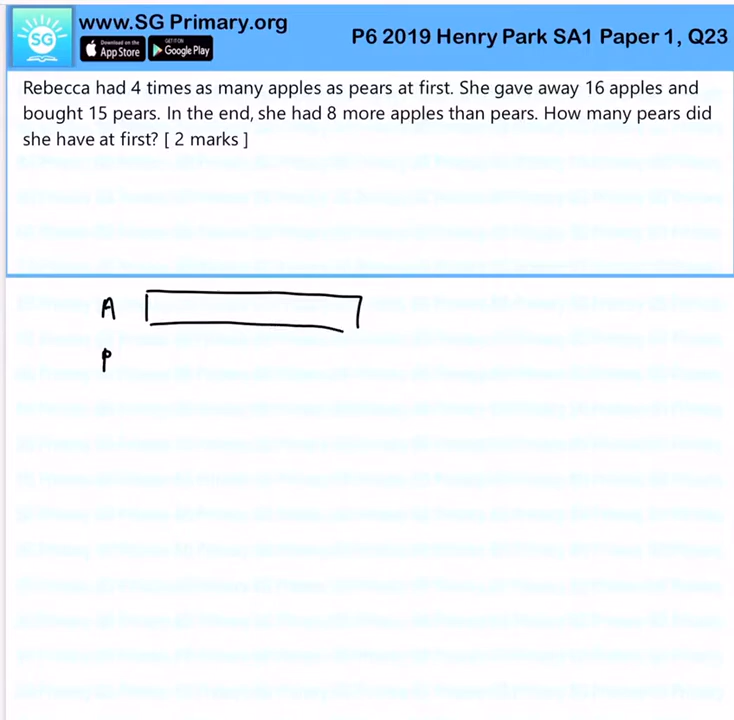 www.SG Primary.org
SG
Download on the
App Store
GET IT ON
Google Play
P6 2019 Henry Park SA1 Paper 1, Q23
Rebecca had 4 times as many apples as pears at first. She gave away 16 apples and
bought 15 pears. In the end, she had 8 more apples than pears. How many pears did
she have at first? [ 2 marks ]
A
P